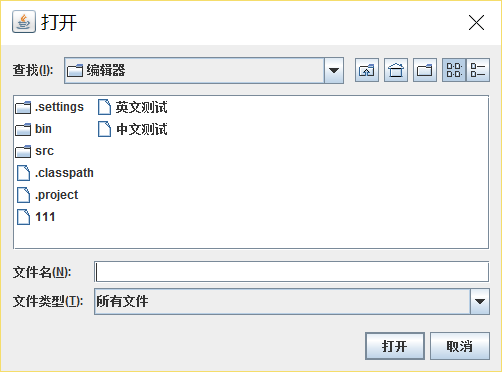 打开
查找(I): 编辑器
.settings 英文测试
bin 中文测试
src
.classpath
.project
111
文件名(N):
文件类型(T): 所有文件
打开 取消